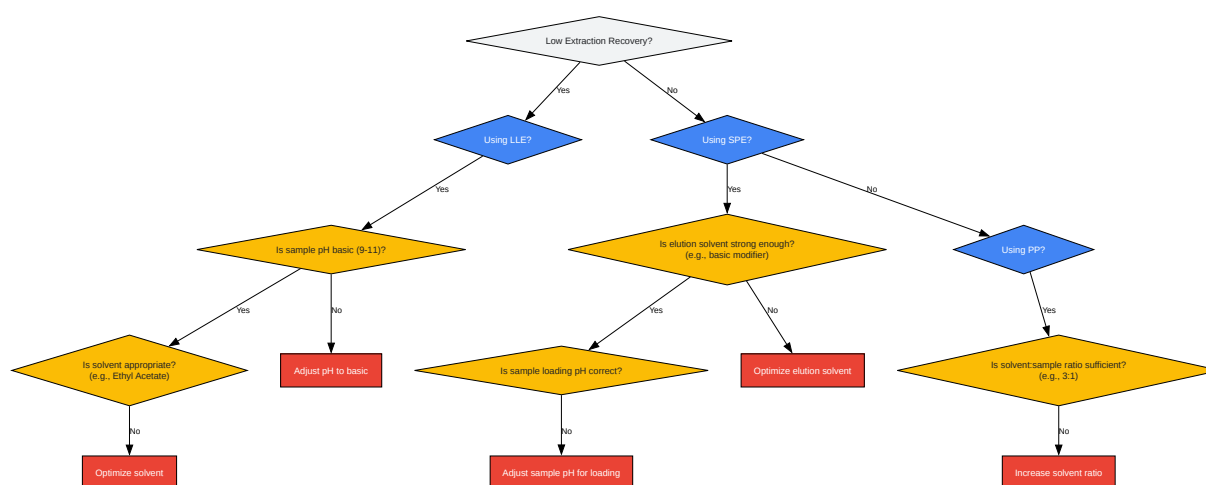 Low Extraction Recovery?
Yes
No
Using LLE?
Using SPE?
Yes
Yes
No
Is sample pH basic (9-11)?
Is elution solvent strong enough?
(e.g., basic modifier)
Using PP?
Yes
No
Yes
No
Yes
Is solvent appropriate?
(e.g., Ethyl Acetate)
Adjust pH to basic
Is sample loading pH correct?
Optimize elution solvent
Is solvent:sample ratio sufficient?
(e.g., 3:1)
No
No
No
Optimize solvent
Adjust sample pH for loading
Increase solvent ratio